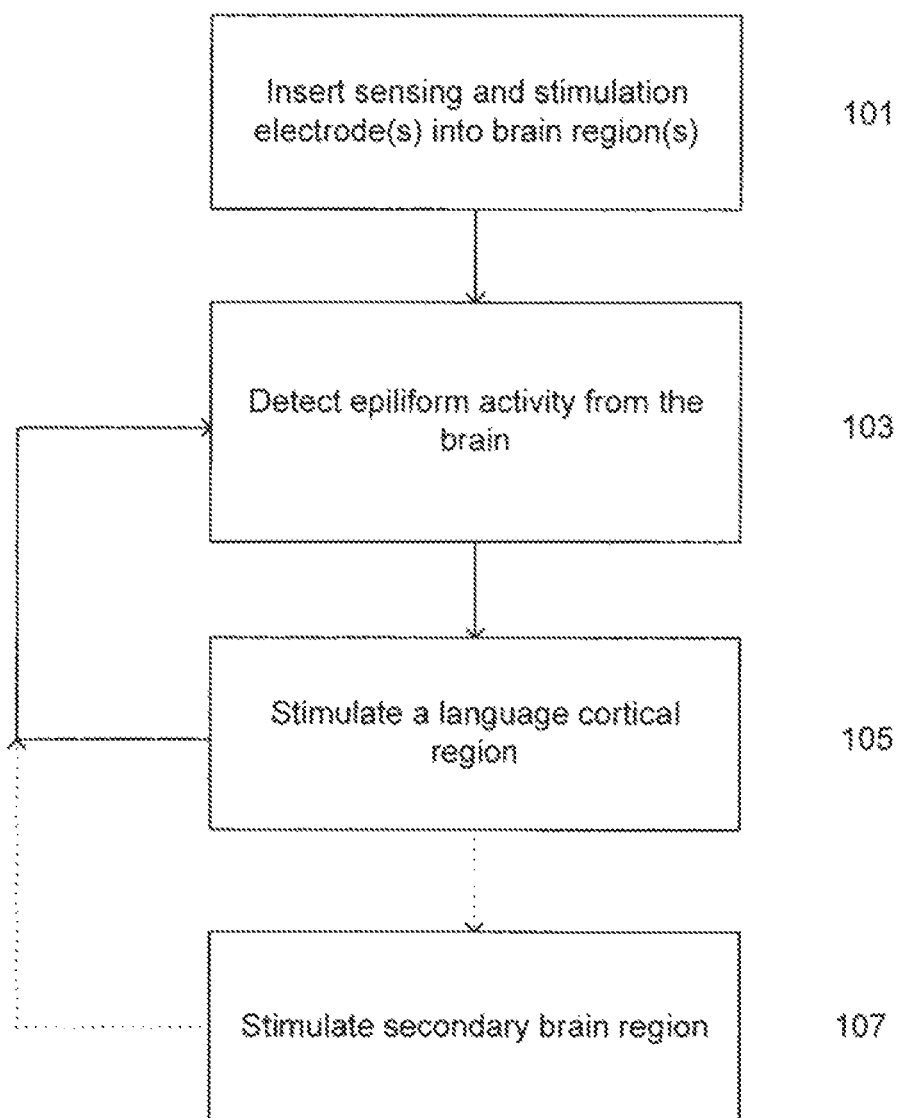 Insert sensing and stimulation
electrode(s) into brain region(s)
101
Detect epiliform activity from the
brain
103
Stimulate a language cortical
region
105
Stimulate secondary brain region
107